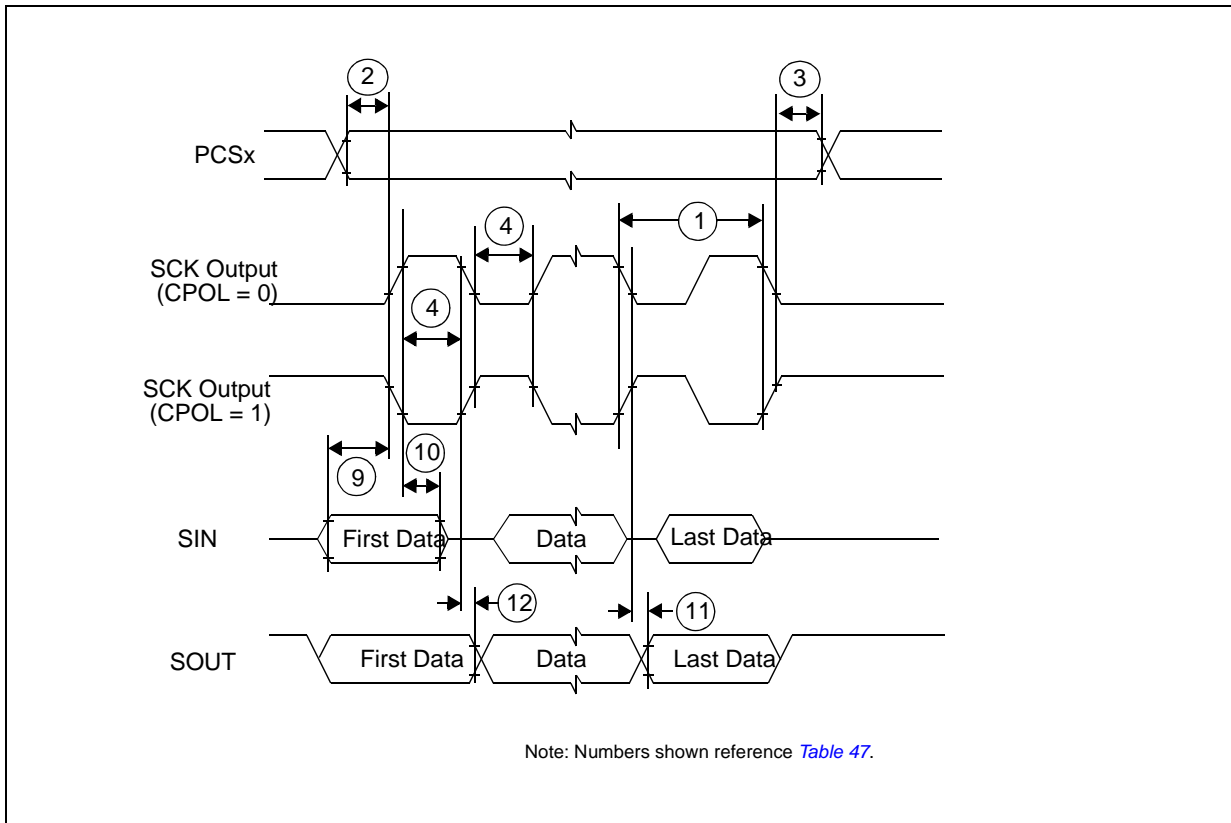 2
3
PCSx
1
4
SCK Output
(CPOL = 0)
4
SCK Output
(CPOL = 1)
10
9
SIN
First Data
Data
Last Data
12
11
SOUT
First Data
Data
Last Data
Note: Numbers shown reference Table 47.